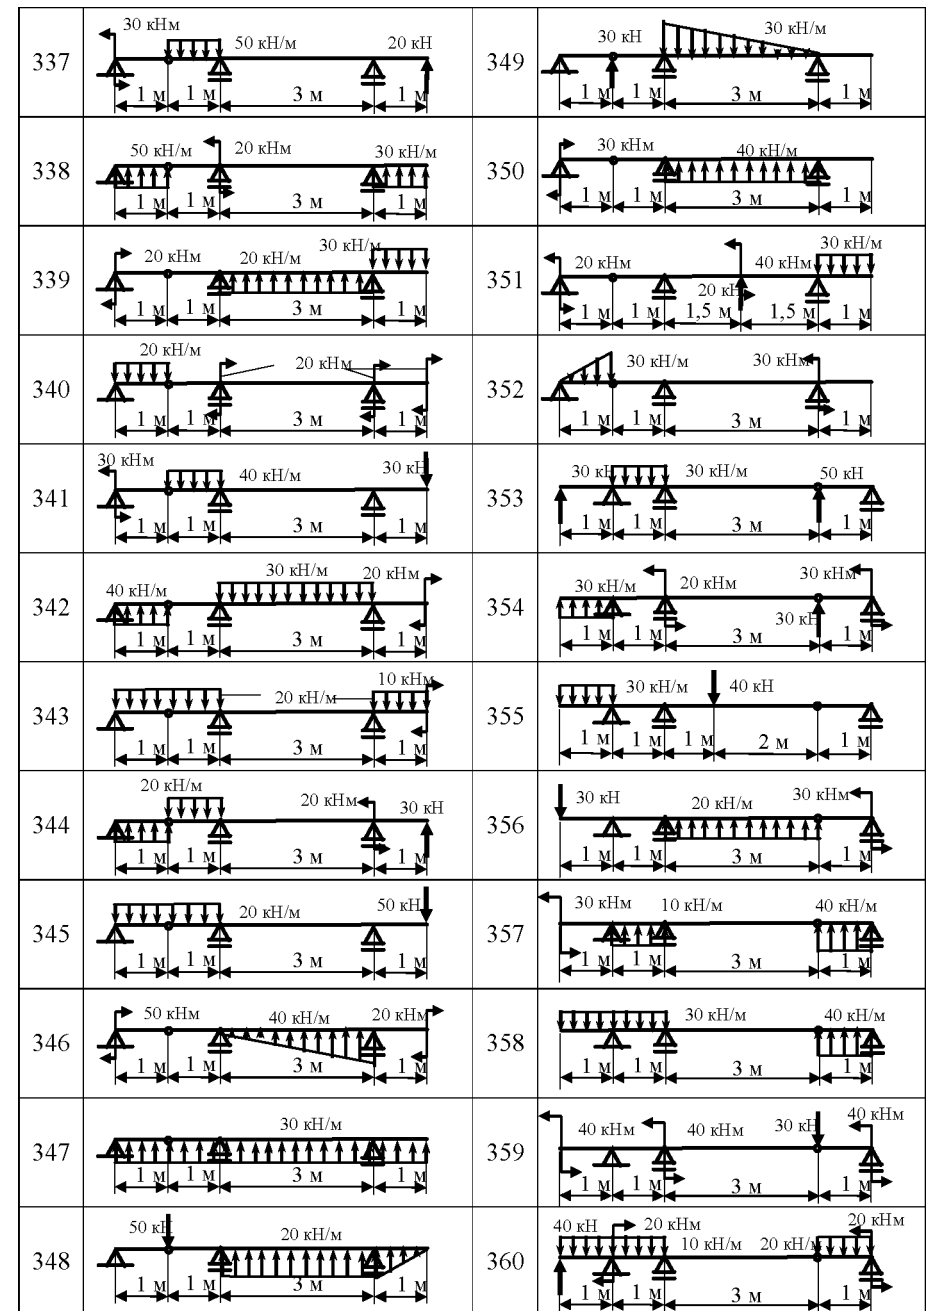 337
30 кНм
50 кН/м
20 кН
1 м 1 м 3 м 1 м
338
50 кН/м
20 кНм
30 кН/м
1 м 1 м 3 м 1 м
339
20 кНм
20 кН/м
30 кН/м
1 м 1 м 3 м 1 м
340
20 кН/м
20 кНм
1 м 1 м 3 м 1 м
341
30 кНм
40 кН/м
30 кН
1 м 1 м 3 м 1 м
342
40 кН/м
30 кН/м
20 кНм
1 м 1 м 3 м 1 м
343
20 кН/м
10 кНм
1 м 1 м 3 м 1 м
344
20 кН/м
20 кНм
30 кН
1 м 1 м 3 м 1 м
345
20 кН/м
50 кН
1 м 1 м 3 м 1 м
346
50 кНм
40 кН/м
20 кНм
1 м 1 м 3 м 1 м
347
30 кН/м
1 м 1 м 3 м 1 м
348
50 кН
20 кН/м
1 м 1 м 3 м 1 м
349
30 кН
30 кН/м
1 м 1 м 3 м 1 м
350
30 кНм
40 кН/м
1 м 1 м 3 м 1 м
351
20 кНм
20 кН
40 кНм
30 кН/м
1 м 1 м 1,5 м 1,5 м 1 м
352
30 кН/м
30 кНм
1 м 1 м 3 м 1 м
353
30 кН
30 кН/м
50 кН
1 м 1 м 3 м 1 м
354
30 кН/м
20 кНм
30 кНм
30 кН
1 м 1 м 3 м 1 м
355
30 кН/м
40 кН
1 м 1 м 1 м 2 м 1 м
356
30 кН
20 кН/м
30 кНм
1 м 1 м 3 м 1 м
357
30 кНм
10 кН/м
40 кН/м
1 м 1 м 3 м 1 м
358
30 кН/м
40 кН/м
1 м 1 м 3 м 1 м
359
40 кНм
40 кНм
30 кН
40 кНм
1 м 1 м 3 м 1 м
360
40 кН
20 кНм
10 кН/м
20 кН/м
20 кНм
1 м 1 м 3 м 1 м